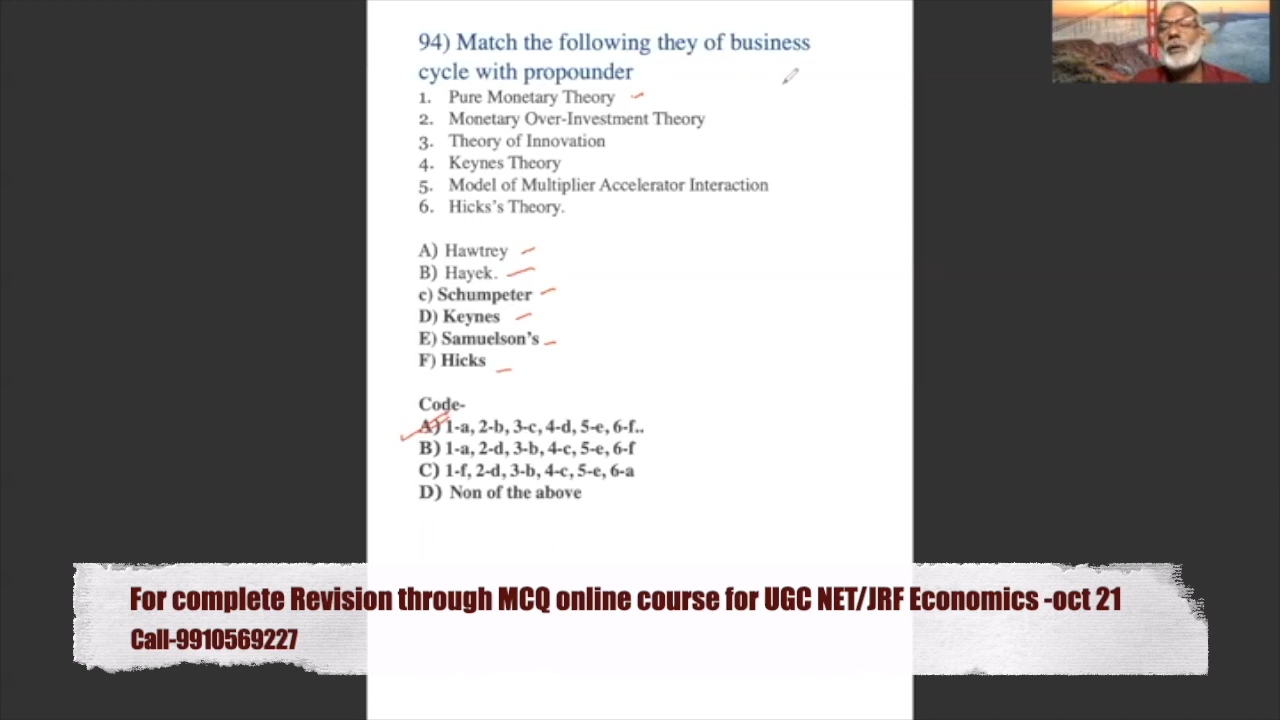 94) Match the following they of business
cycle with propounder
1. Pure Monetary Theory
2. Monetary Over-Investment Theory
3. Theory of Innovation
4. Keynes Theory
5. Model of Multiplier Accelerator Interaction
6. Hicks's Theory.
A) Hawtrey
B) Hayek.
c) Schumpeter
D) Keynes
E) Samuelson's
F) Hicks
Code-
A) 1-a, 2-b, 3-c, 4-d, 5-e, 6-f..
B) 1-a, 2-d, 3-b, 4-c, 5-e, 6-f
C) 1-f, 2-d, 3-b, 4-c, 5-e, 6-a
D) Non of the above
For complete Revision through MCQ online course for UGC NET/JRF Economics -oct 21
Call-9910569227